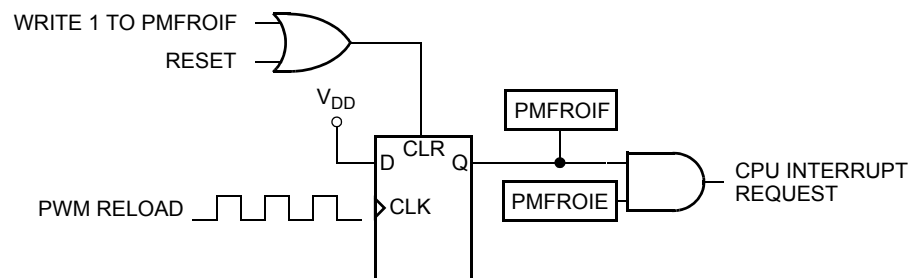 WRITE 1 TO PMFROIF
RESET
VDD
PMFROIF
D
CLR
Q
CPU INTERRUPT
REQUEST
PWM RELOAD
CLK
PMFROIE